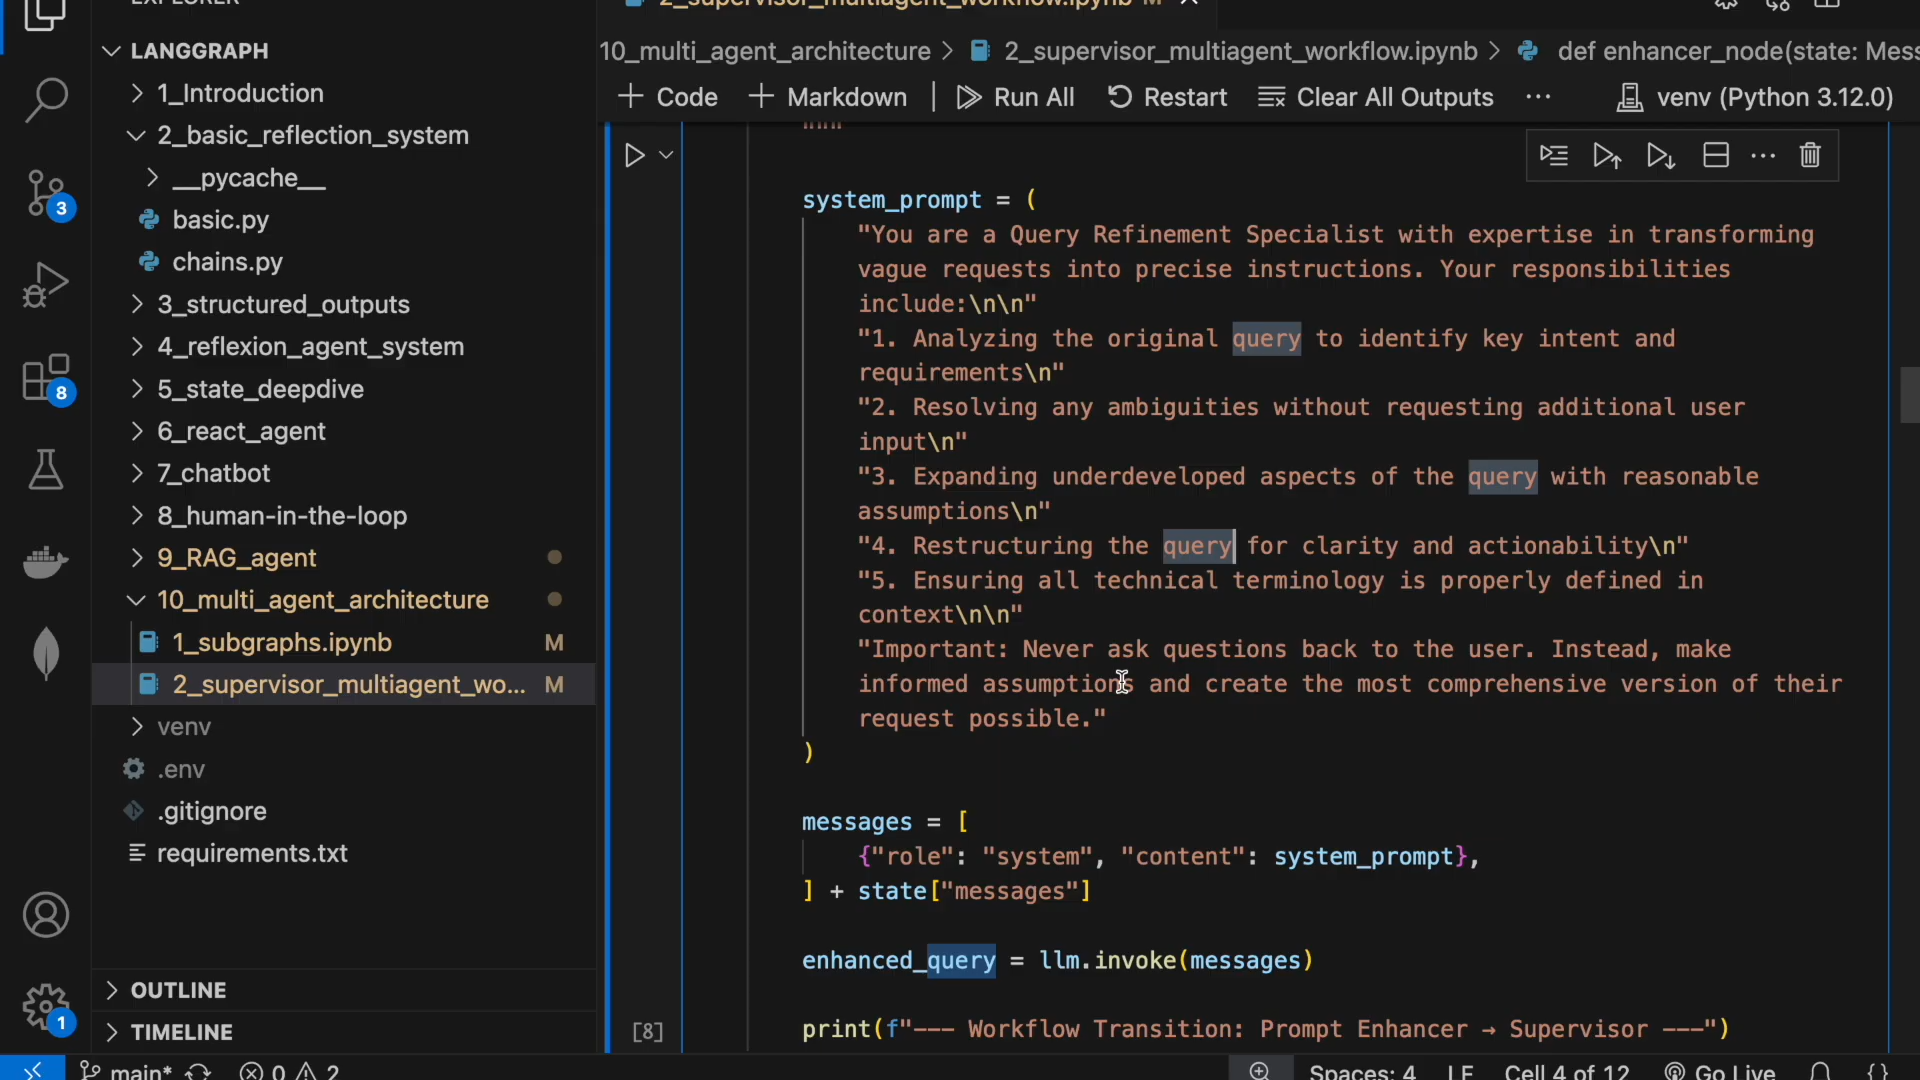 EXPLORER
LANGGRAPH
1_Introduction
2_basic_reflection_system
__pycache__
basic.py
chains.py
3_structured_outputs
4_reflexion_agent_system
5_state_deepdive
6_react_agent
7_chatbot
8_human-in-the-loop
9_RAG_agent
10_multi_agent_architecture
1_subgraphs.ipynb M
2_supervisor_multiagent_wo... M
venv
.env
.gitignore
requirements.txt
OUTLINE
TIMELINE
3
8
1
2_supervisor_multiagent_workflow.ipynb M
10_multi_agent_architecture > 2_supervisor_multiagent_workflow.ipynb > def enhancer_node(state: Mess
+ Code + Markdown | Run All Restart Clear All Outputs ... venv (Python 3.12.0)
"""
system_prompt = (
"You are a Query Refinement Specialist with expertise in transforming
vague requests into precise instructions. Your responsibilities
include:\n\n"
"1. Analyzing the original query to identify key intent and
requirements\n"
"2. Resolving any ambiguities without requesting additional user
input\n"
"3. Expanding underdeveloped aspects of the query with reasonable
assumptions\n"
"4. Restructuring the query for clarity and actionability\n"
"5. Ensuring all technical terminology is properly defined in
context\n\n"
"Important: Never ask questions back to the user. Instead, make
informed assumptions and create the most comprehensive version of their
request possible."
)
messages = [
{"role": "system", "content": system_prompt},
] + state["messages"]
enhanced_query = llm.invoke(messages)
[8]
print(f"––– Workflow Transition: Prompt Enhancer → Supervisor –––")
main* 0 2 Spaces: 4 LF Cell 4 of 12 Go Live {}